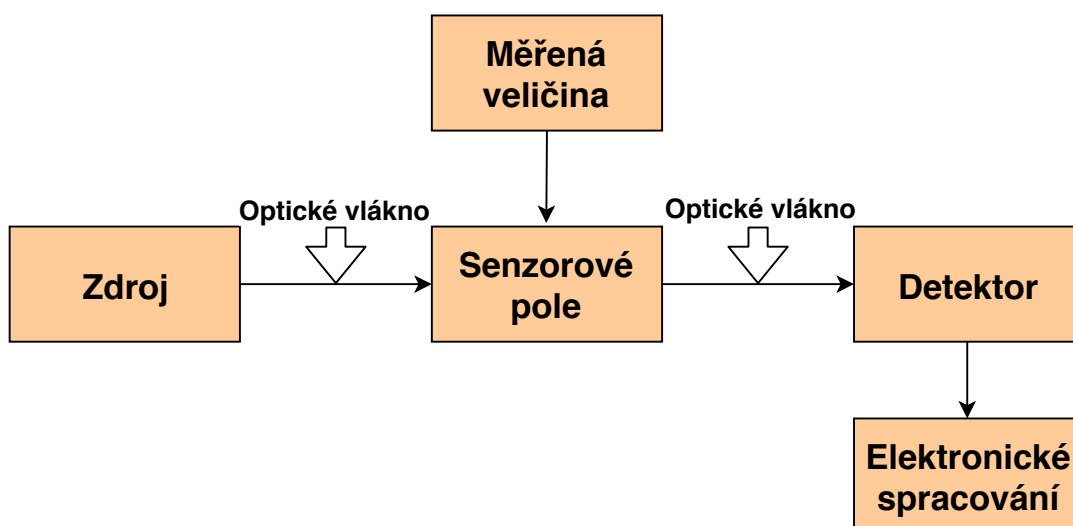 Měřená
veličina
Optické vlákno
Optické vlákno
Zdroj
Senzorové
pole
Detektor
Elektronické
spracování